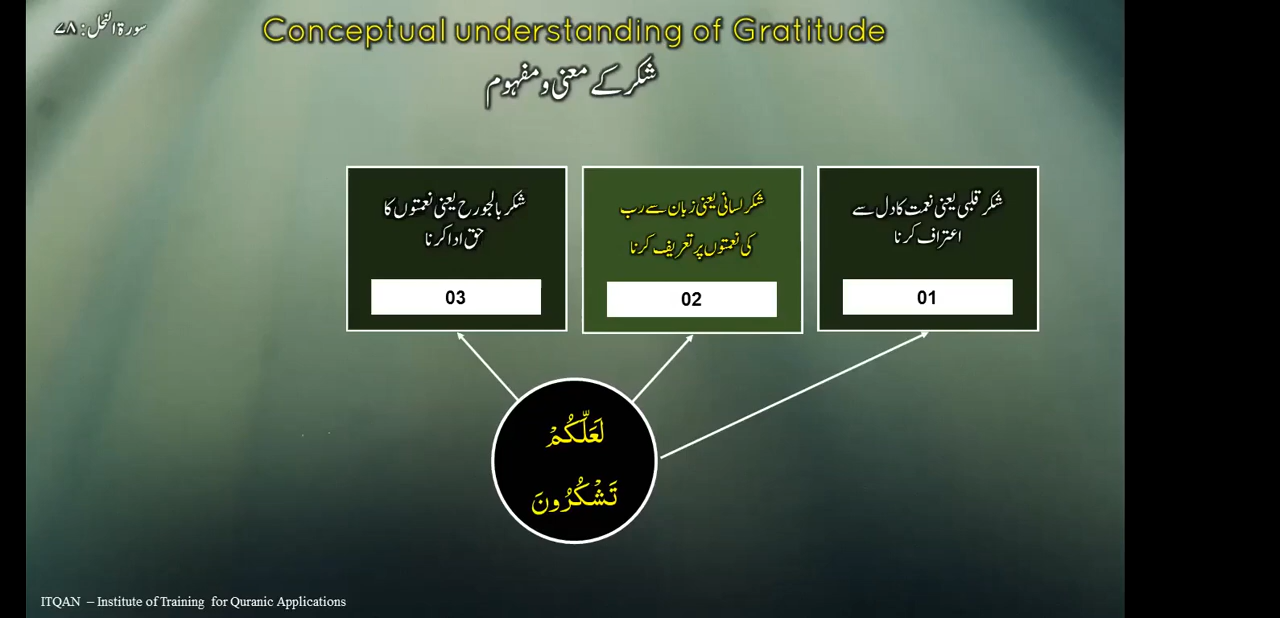 سورۃ النحل: ۷۸
Conceptual understanding of Gratitude
شکر کے معنی و مفہوم
شکر قلبی یعنی نعمت کا دل سے
اعتراف کرنا
01
شکر لسانی یعنی زبان سے رب
کی نعمتوں پر تعریف کرنا
02
شکر بالجورح یعنی نعمتوں کا
حق ادا کرنا
03
لَعَلَّكُمْ
تَشْكُرُونَ
ITQAN – Institute of Training for Quranic Applications